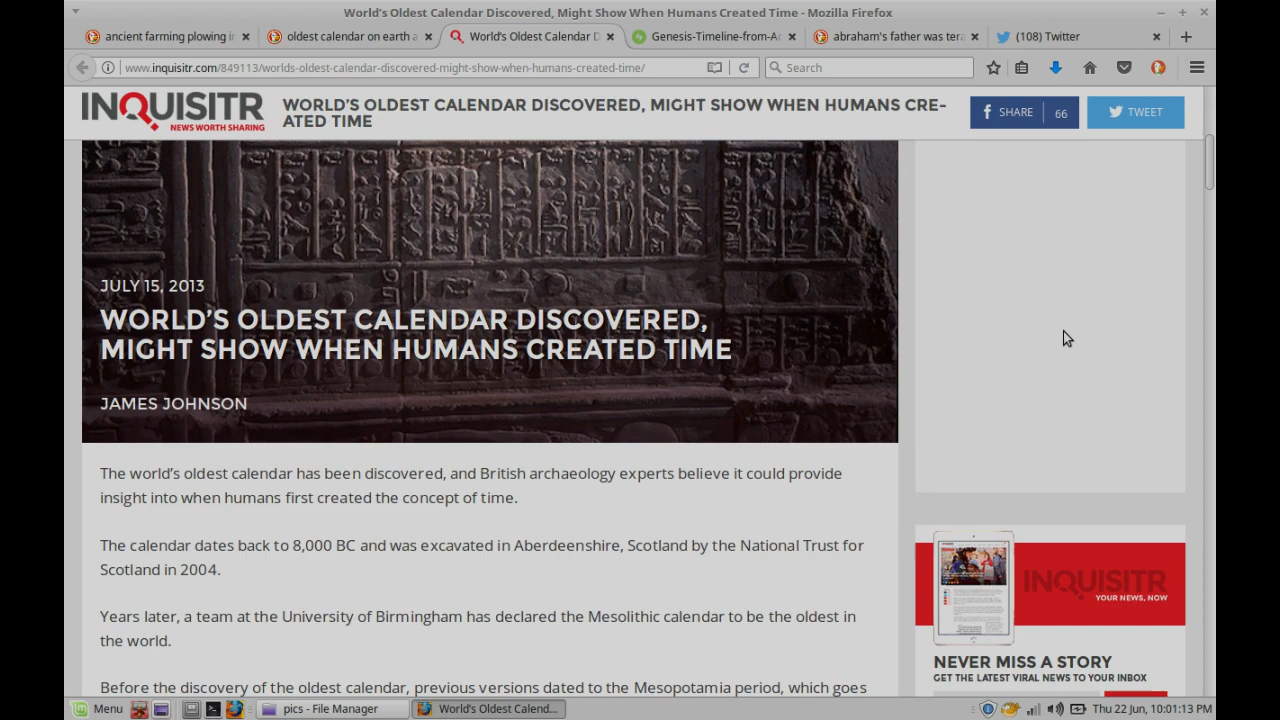 World's Oldest Calendar Discovered, Might Show When Humans Created Time - Mozilla Firefox
ancient farming plowing i
oldest calendar on earth a
World's Oldest Calendar D
Genesis-Timeline-from-Ac
abraham's father was tera
(108) Twitter
www.inquisitr.com/849113/worlds-oldest-calendar-discovered-might-show-when-humans-created-time/
Search
INQUISITR
NEWS WORTH SHARING
WORLD'S OLDEST CALENDAR DISCOVERED, MIGHT SHOW WHEN HUMANS CRE-
ATED TIME
SHARE 66
TWEET
JULY 15, 2013
WORLD'S OLDEST CALENDAR DISCOVERED,
MIGHT SHOW WHEN HUMANS CREATED TIME
JAMES JOHNSON
The world's oldest calendar has been discovered, and British archaeology experts believe it could provide
insight into when humans first created the concept of time.
The calendar dates back to 8,000 BC and was excavated in Aberdeenshire, Scotland by the National Trust for
Scotland in 2004.
Years later, a team at the University of Birmingham has declared the Mesolithic calendar to be the oldest in
the world.
Before the discovery of the oldest calendar, previous versions dated to the Mesopotamia period, which goes
INQUISITR
YOUR NEWS, NOW
NEVER MISS A STORY
GET THE LATEST VIRAL NEWS TO YOUR INBOX
Menu
pics - File Manager
World's Oldest Calend...
Thu 22 Jun, 10:01:13 PM